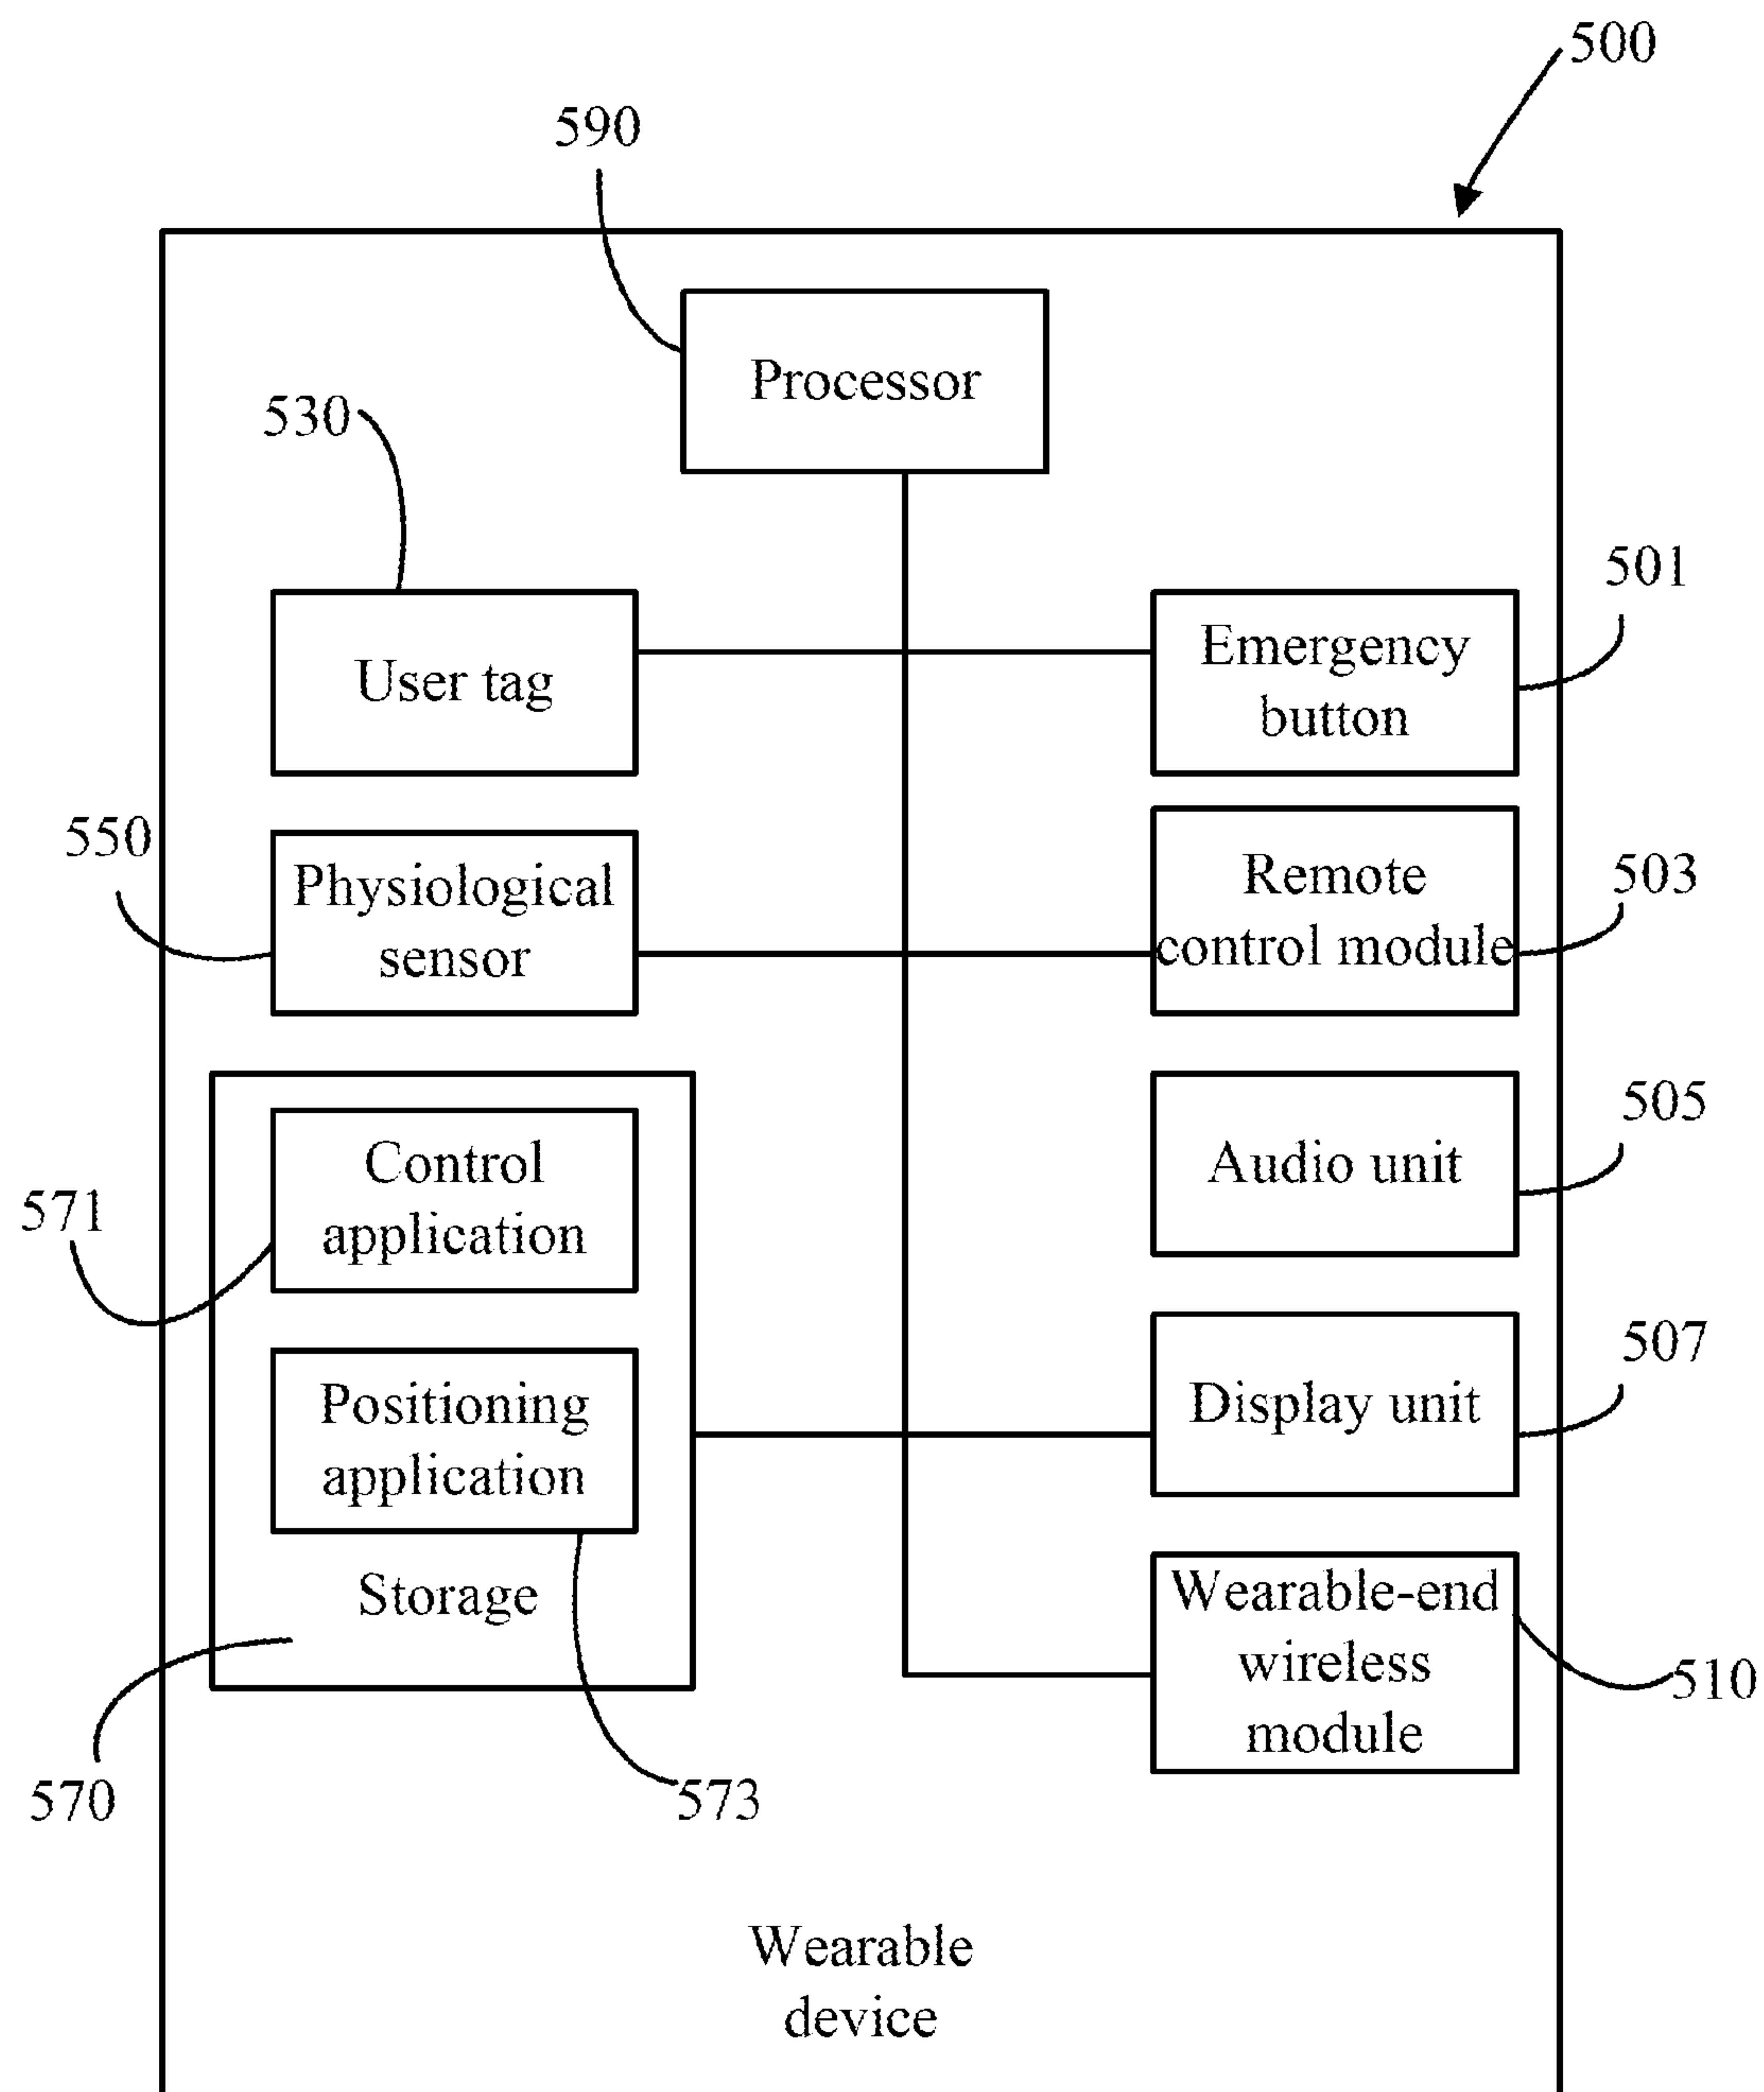 500
590
Processor
530
501
User tag
Emergency
button
550
Physiological
sensor
Remote
control module
503
505
Control
application
Audio unit
571
507
Positioning
application
Display unit
Storage
Wearable-end
wireless
module
510
570
573
Wearable
device